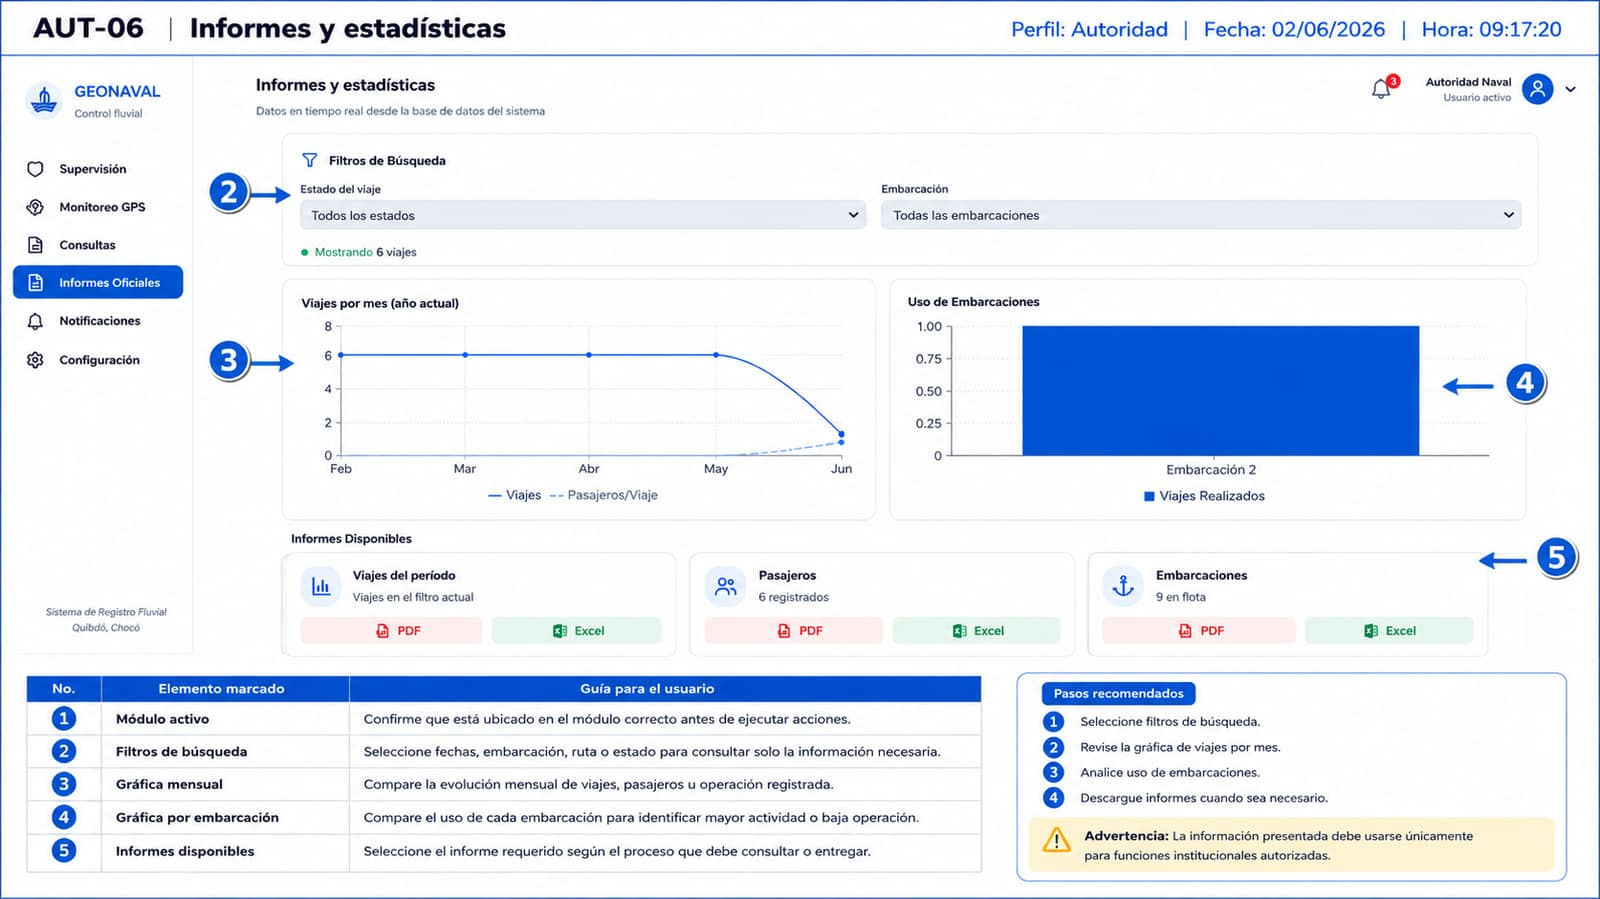 AUT-06 | Informes y estadísticas
Perfil: Autoridad | Fecha: 02/06/2026 | Hora: 09:17:20
GEONAVAL
Control fluvial
Supervisión
Monitoreo GPS
Consultas
Informes Oficiales
Notificaciones
Configuración
Sistema de Registro Fluvial
Quibdó, Chocó
Informes y estadísticas
Datos en tiempo real desde la base de datos del sistema
3
Autoridad Naval
Usuario activo
2
Filtros de Búsqueda
Estado del viaje
Todos los estados
Embarcación
Todas las embarcaciones
Mostrando 6 viajes
3
Viajes por mes (año actual)
8
6
4
2
0
Feb Mar Abr May Jun
Viajes Pasajeros/Viaje
Uso de Embarcaciones
1.00
0.75
0.50
0.25
0
Embarcación 2
Viajes Realizados
4
Informes Disponibles
5
Viajes del período
Viajes en el filtro actual
PDF Excel
Pasajeros
6 registrados
PDF Excel
Embarcaciones
9 en flota
PDF Excel
No. Elemento marcado Guía para el usuario
1 Módulo activo Confirme que está ubicado en el módulo correcto antes de ejecutar acciones.
2 Filtros de búsqueda Seleccione fechas, embarcación, ruta o estado para consultar solo la información necesaria.
3 Gráfica mensual Compare la evolución mensual de viajes, pasajeros u operación registrada.
4 Gráfica por embarcación Compare el uso de cada embarcación para identificar mayor actividad o baja operación.
5 Informes disponibles Seleccione el informe requerido según el proceso que debe consultar o entregar.
Pasos recomendados
1 Seleccione filtros de búsqueda.
2 Revise la gráfica de viajes por mes.
3 Analice uso de embarcaciones.
4 Descargue informes cuando sea necesario.
Advertencia: La información presentada debe usarse únicamente
para funciones institucionales autorizadas.